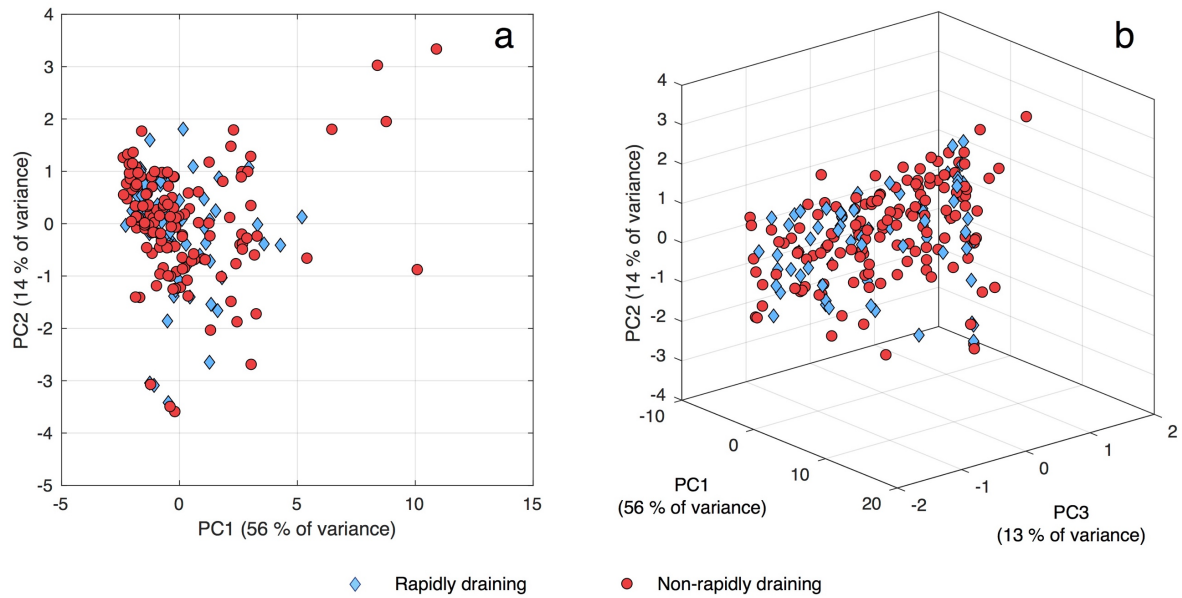 a
4
3
2
1
0
-1
-2
-3
-4
-5
-5 0 5 10 15
PC2 (14 % of variance)
PC1 (56 % of variance)
b
4
3
2
1
0
-1
-2
-3
-4
PC2 (14 % of variance)
-10
0
10
20
PC1
(56 % of variance)
-2
-1
0
1
2
PC3
(13 % of variance)
Rapidly draining
Non-rapidly draining